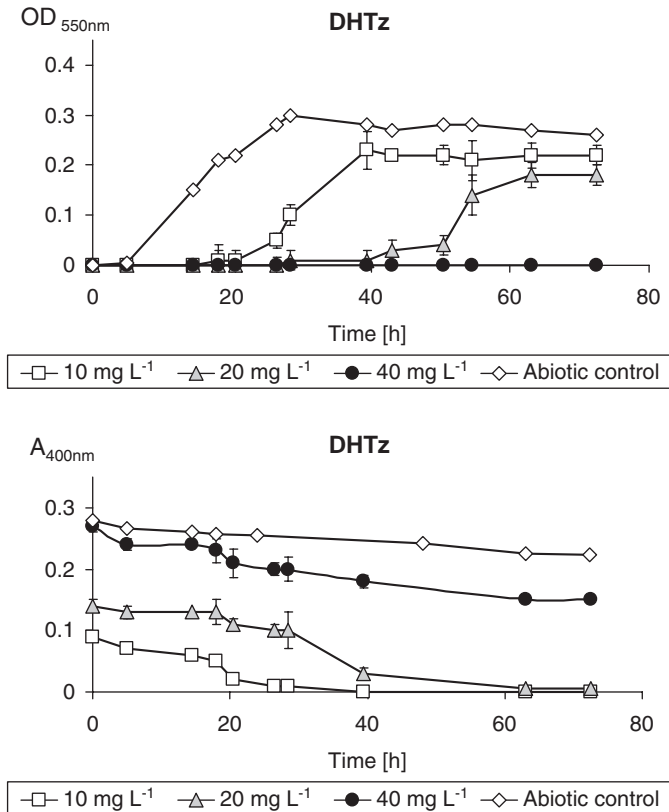 OD 550nm
DHTz
0.4
0.3
0.2
0.1
0
0 20 40 60 80
Time [h]
10 mg L⁻¹ 20 mg L⁻¹ 40 mg L⁻¹ Abiotic control
A400nm
DHTz
0.3
0.2
0.1
0
0 20 40 60 80
Time [h]
10 mg L⁻¹ 20 mg L⁻¹ 40 mg L⁻¹ Abiotic control